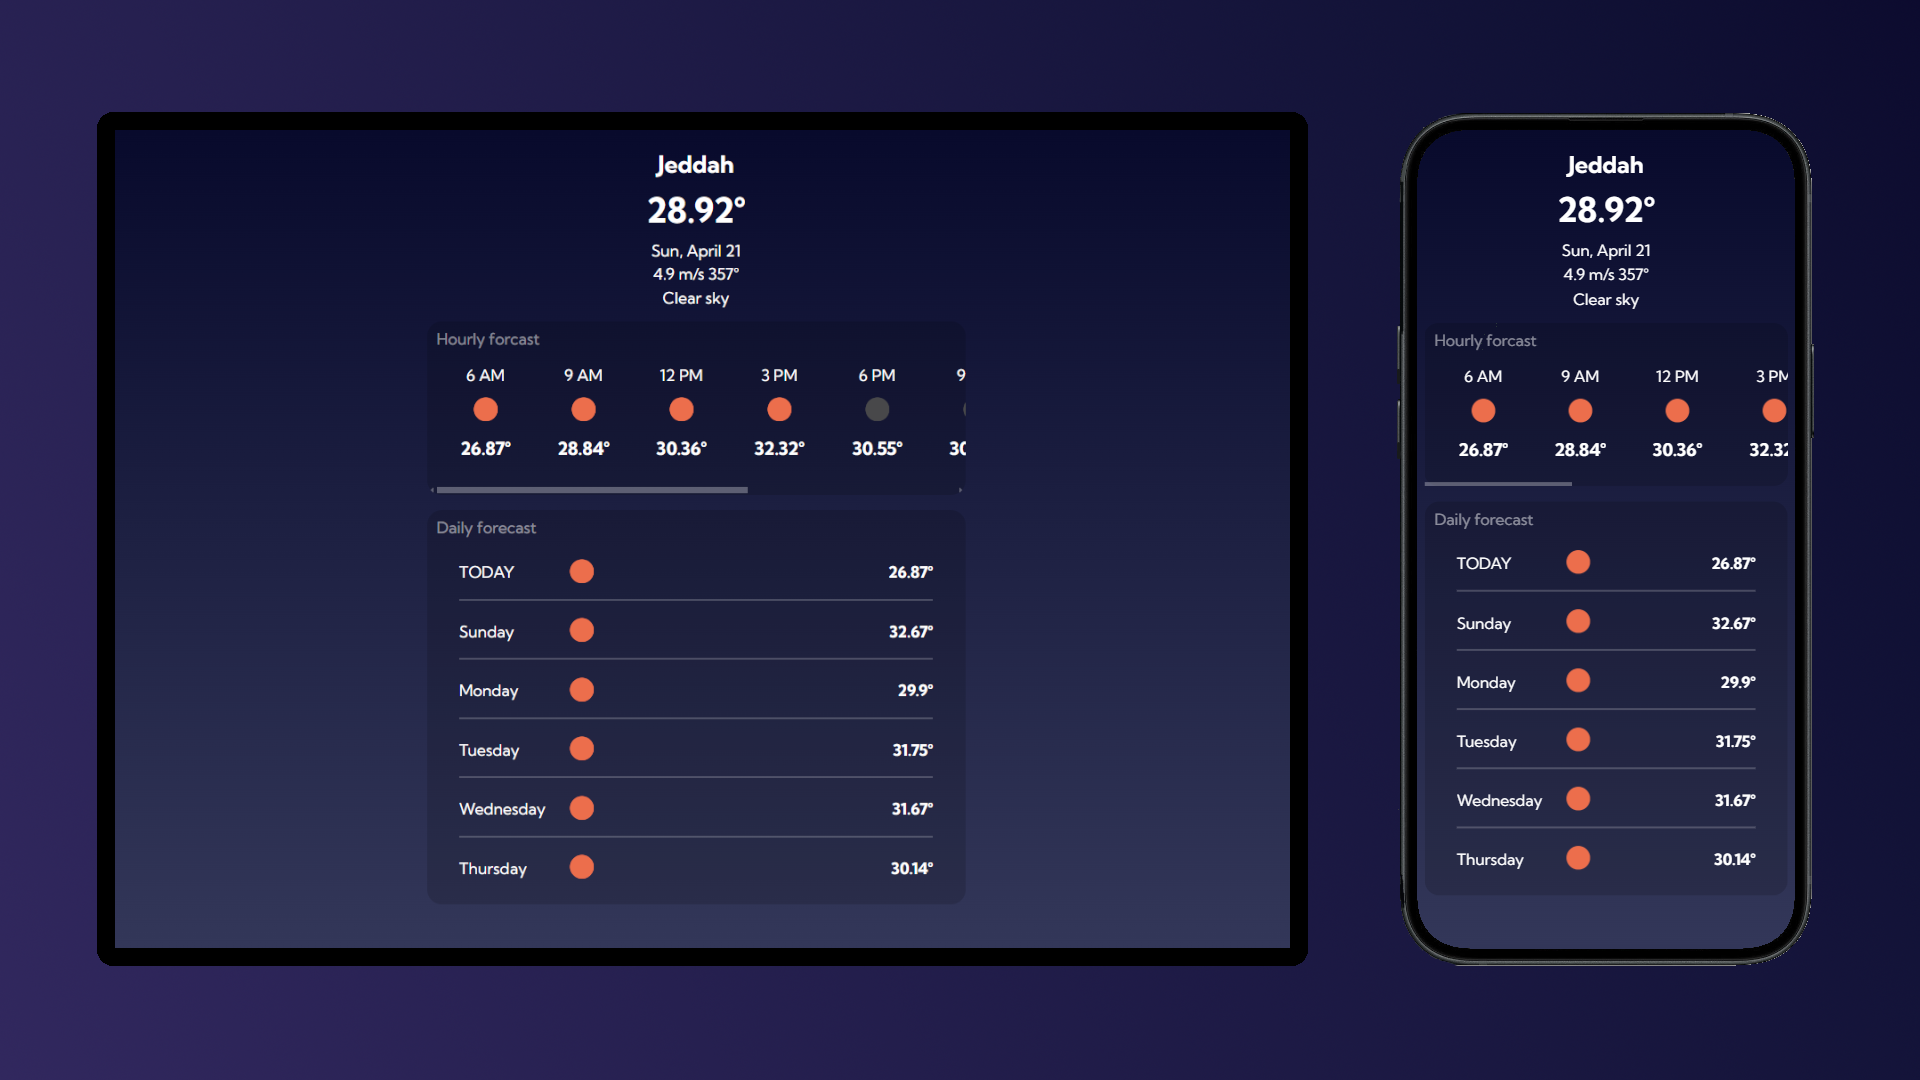 Jeddah
28.92°
Sun, April 21
4.9 m/s 357°
Clear sky
Hourly forcast
6 AM 9 AM 12 PM 3 PM 6 PM 9
26.87° 28.84° 30.36° 32.32° 30.55° 30
Daily forecast
TODAY 26.87°
Sunday 32.67°
Monday 29.9°
Tuesday 31.75°
Wednesday 31.67°
Thursday 30.14°
Jeddah
28.92°
Sun, April 21
4.9 m/s 357°
Clear sky
Hourly forcast
6 AM 9 AM 12 PM 3 PM
26.87° 28.84° 30.36° 32.32
Daily forecast
TODAY 26.87°
Sunday 32.67°
Monday 29.9°
Tuesday 31.75°
Wednesday 31.67°
Thursday 30.14°